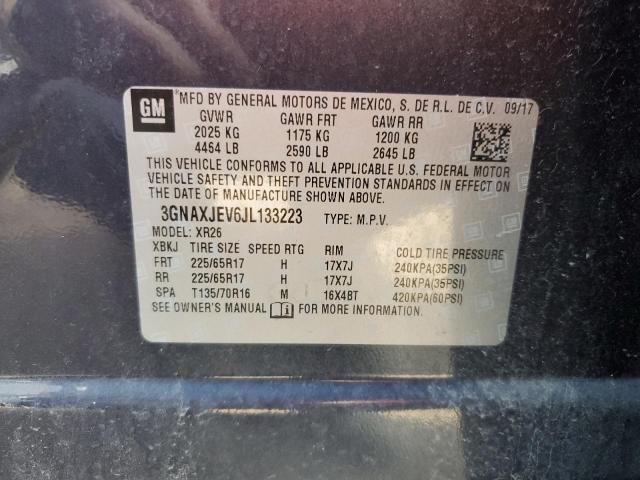 GM MFD BY GENERAL MOTORS DE MEXICO, S. DE R.L. DE C.V. 09/17
GVWR GAWR FRT GAWR RR
2025 KG 1175 KG 1200 KG
4464 LB 2590 LB 2645 LB
THIS VEHICLE CONFORMS TO ALL APPLICABLE U.S. FEDERAL MOTOR
VEHICLE SAFETY AND THEFT PREVENTION STANDARDS IN EFFECT ON
THE DATE OF MANUFACTURE SHOWN ABOVE.
3GNAXJEV6JL133223 TYPE: M.P.V.
MODEL: XR26
XBKJ TIRE SIZE SPEED RTG RIM COLD TIRE PRESSURE
FRT 225/65R17 H 17X7J 240KPA(35PSI)
RR 225/65R17 H 17X7J 240KPA(35PSI)
SPA T135/70R16 M 16X4BT 420KPA(60PSI)
SEE OWNER'S MANUAL FOR MORE INFORMATION.